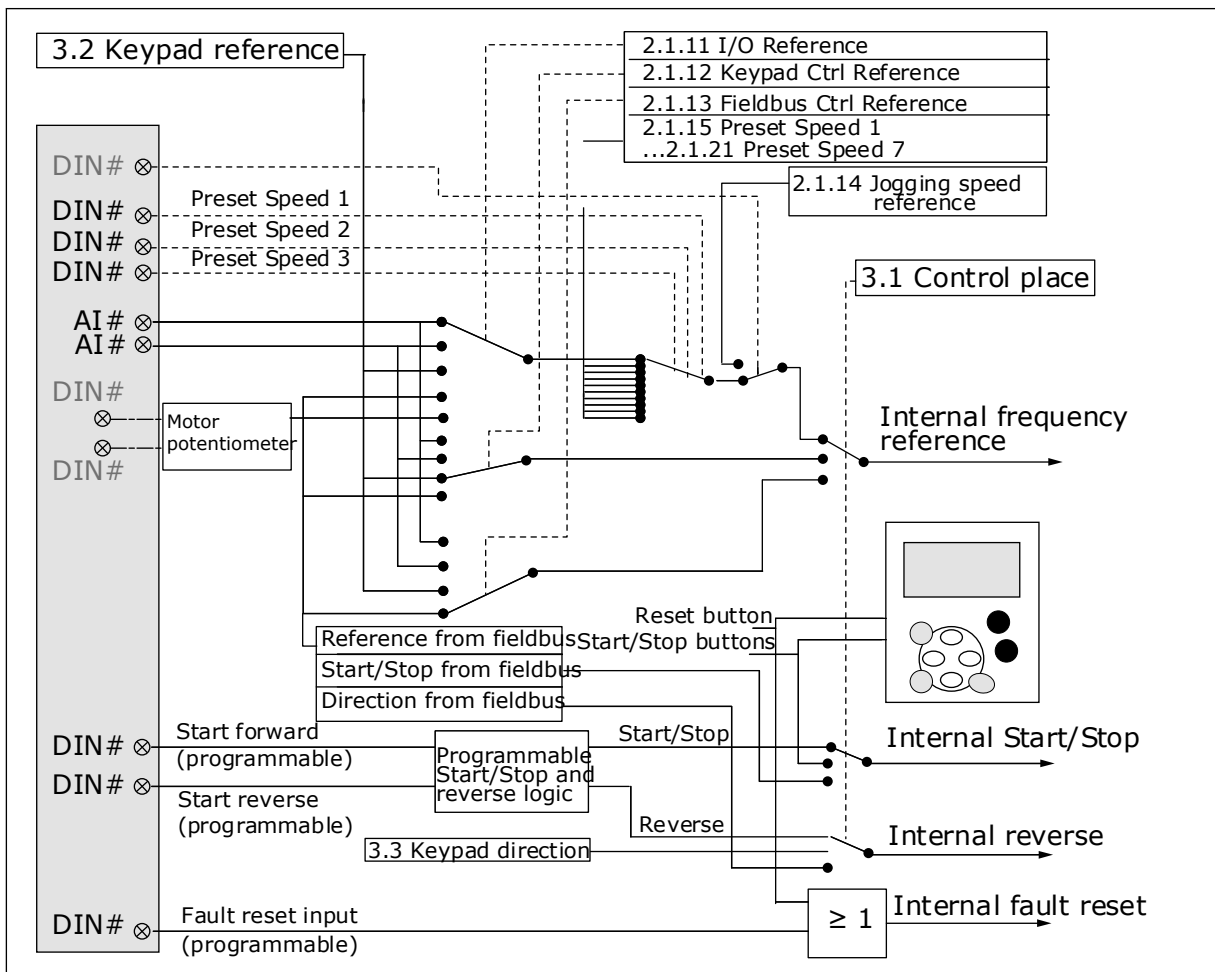 3.2 Keypad reference
2.1.11 I/O Reference
2.1.12 Keypad Ctrl Reference
2.1.13 Fieldbus Ctrl Reference
2.1.15 Preset Speed 1
...2.1.21 Preset Speed 7
2.1.14 Jogging speed
reference
3.1 Control place
DIN#
DIN#
Preset Speed 1
DIN#
Preset Speed 2
DIN#
Preset Speed 3
AI#
AI#
DIN#
Motor
potentiometer
DIN#
Internal frequency
reference
Reset button
Start/Stop buttons
Reference from fieldbus
Start/Stop from fieldbus
Direction from fieldbus
DIN#
Start forward
(programmable)
DIN#
Start reverse
(programmable)
Programmable
Start/Stop and
reverse logic
Start/Stop
Internal Start/Stop
Reverse
3.3 Keypad direction
Internal reverse
DIN#
Fault reset input
(programmable)
≥ 1
Internal fault reset